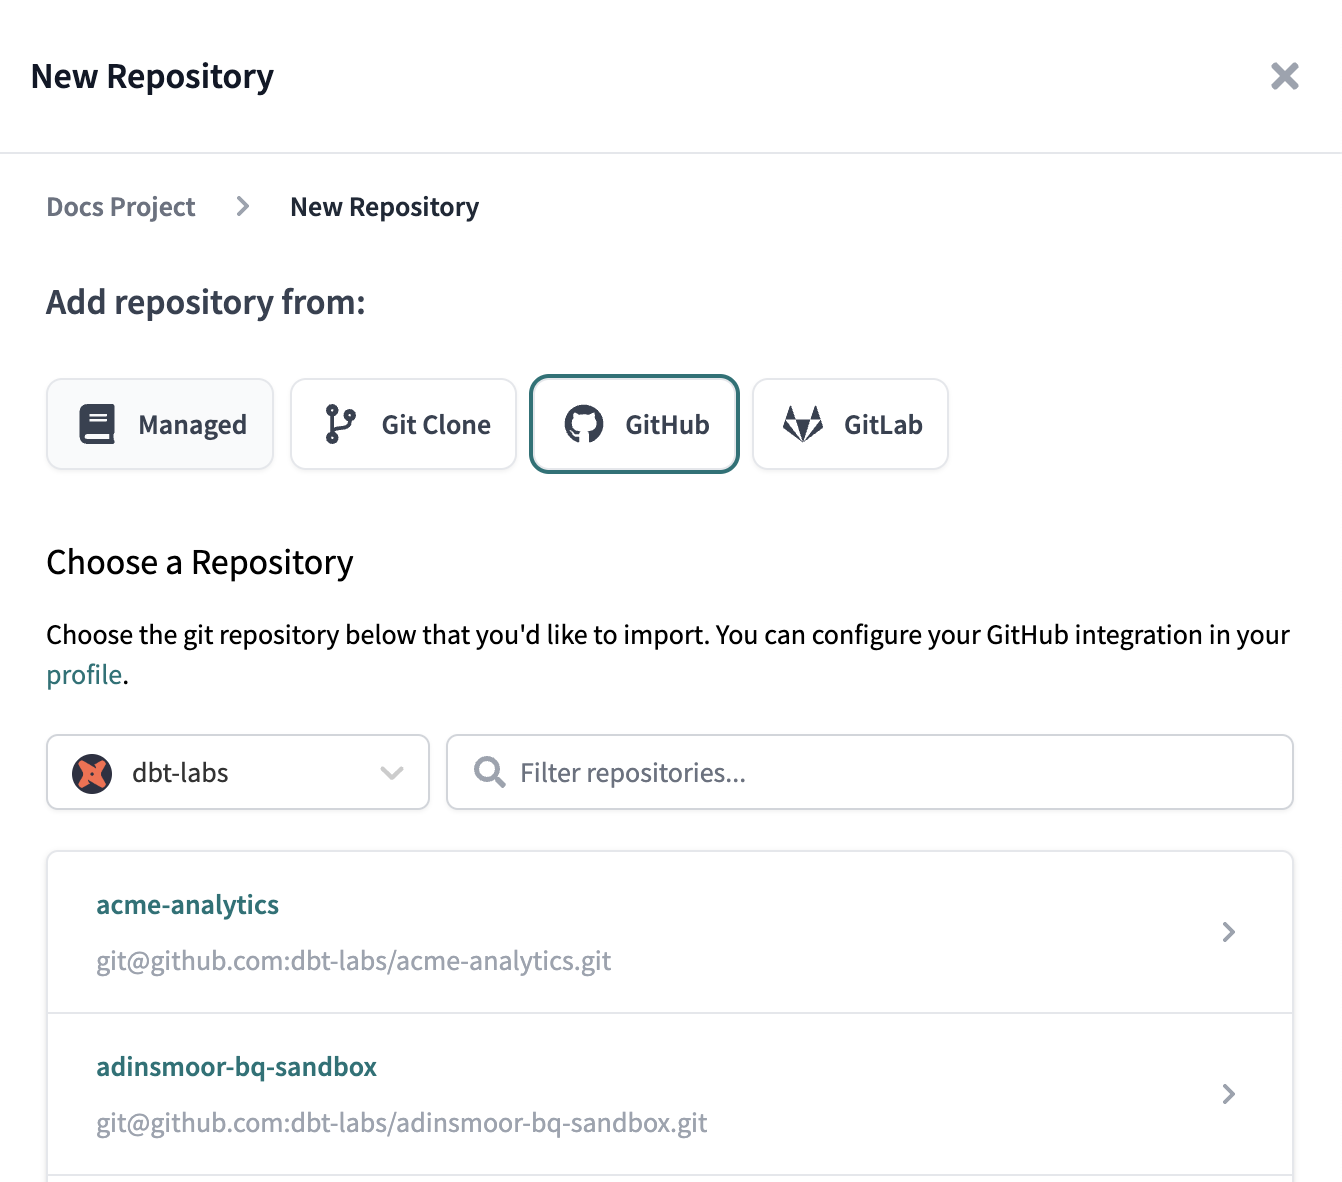 New Repository
Docs Project New Repository
Add repository from:
Managed Git Clone GitHub GitLab
Choose a Repository
Choose the git repository below that you'd like to import. You can configure your GitHub integration in your
profile.
dbt-labs Filter repositories...
acme-analytics
git@github.com:dbt-labs/acme-analytics.git
adinsmoor-bq-sandbox
git@github.com:dbt-labs/adinsmoor-bq-sandbox.git